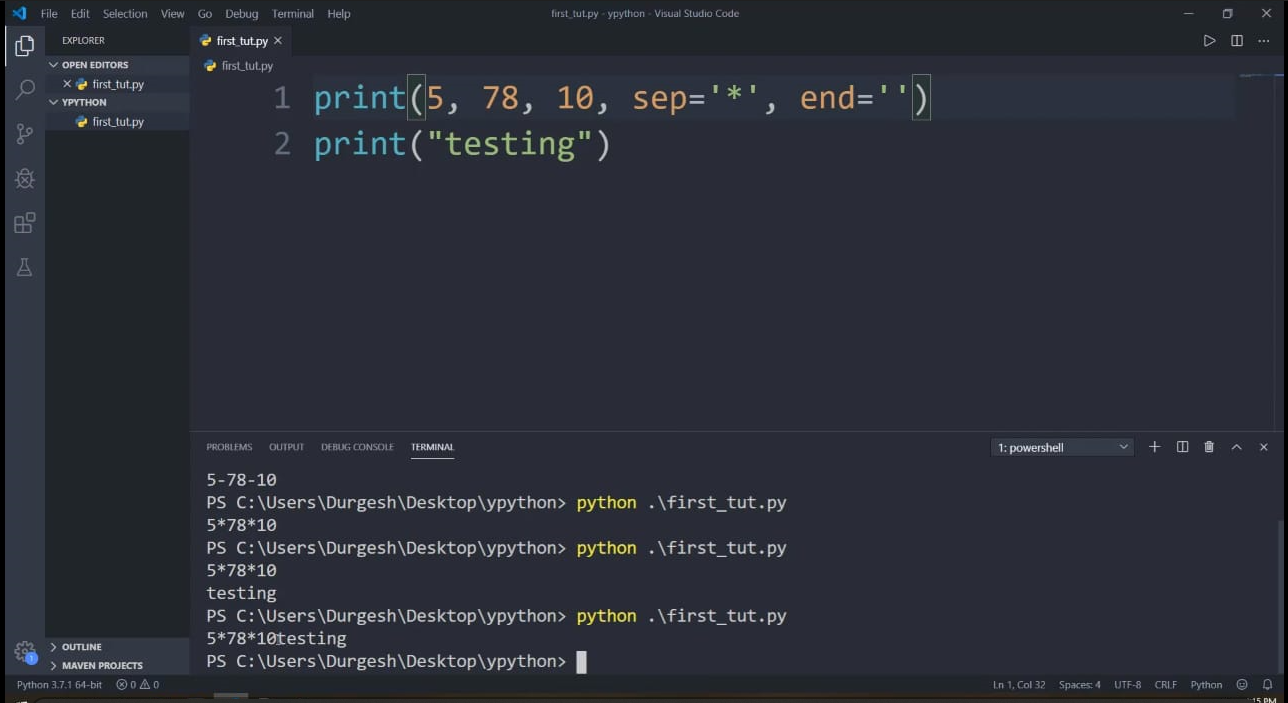 File Edit Selection View Go Debug Terminal Help first_tut.py - ypython - Visual Studio Code
EXPLORER
OPEN EDITORS
first_tut.py
YPYTHON
first_tut.py
OUTLINE
MAVEN PROJECTS
first_tut.py
first_tut.py
1 print(5, 78, 10, sep='*', end='')
2 print("testing")
PROBLEMS OUTPUT DEBUG CONSOLE TERMINAL 1: powershell
5-78-10
PS C:\Users\Durgesh\Desktop\ypython> python .\first_tut.py
5*78*10
PS C:\Users\Durgesh\Desktop\ypython> python .\first_tut.py
5*78*10
testing
PS C:\Users\Durgesh\Desktop\ypython> python .\first_tut.py
5*78*10testing
PS C:\Users\Durgesh\Desktop\ypython>
1
Python 3.7.1 64-bit 0 0 Ln 1, Col 32 Spaces: 4 UTF-8 CRLF Python